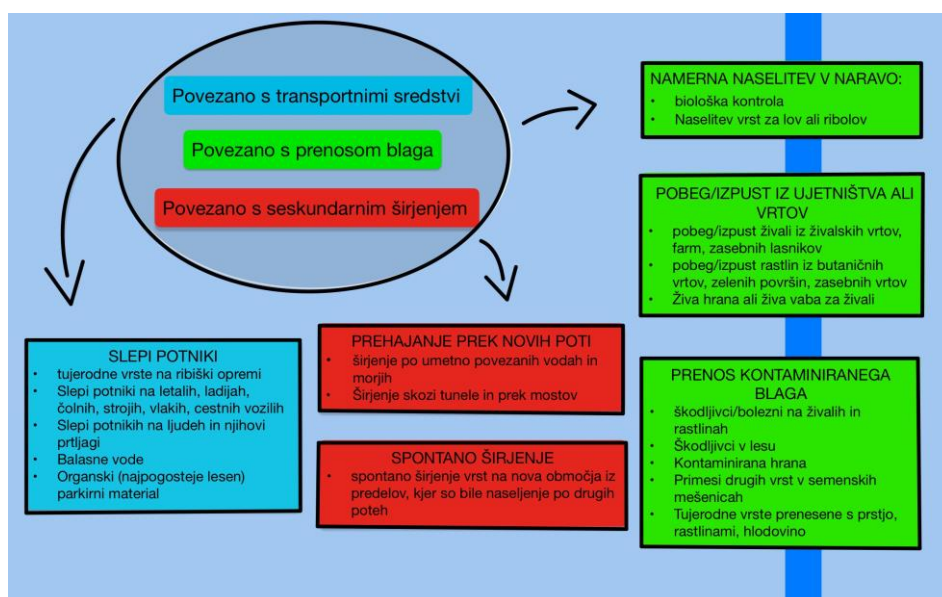 Povezano s transportnimi sredstvi
Povezano s prenosom blaga
Povezano s seskundarnim širjenjem
NAMERNA NASELITEV V NARAVO:
• biološka kontrola
• Naselitev vrst za lov ali ribolov
POBEG/IZPUST IZ UJETNIŠTVA ALI
VRTOV
• pobeg/izpust živali iz živalskih vrtov,
farm, zasebnih lasnikov
• pobeg/izpust rastlin iz butaničnih
vrtov, zelenih površin, zasebnih vrtov
• Živa hrana ali živa vaba za živali
SLEPI POTNIKI
• tujerodne vrste na ribiški opremi
• Slepi potniki na letalih, ladijah,
čolnih, strojih, vlakih, cestnih vozilih
• Slepi potnikih na ljudeh in njihovi
prtljagi
• Balasne vode
• Organski (najpogosteje lesen)
parkirni material
PREHAJANJE PREK NOVIH POTI
• širjenje po umetno povezanih vodah in
morjih
• Širjenje skozi tunele in prek mostov
SPONTANO ŠIRJENJE
• spontano širjenje vrst na nova območja iz
predelov, kjer so bile naseljenje po drugih
poteh
PRENOS KONTAMINIRANEGA
BLAGA
• škodljivci/bolezni na živalih in
rastlinah
• Škodljivci v lesu
• Kontaminirana hrana
• Primesi drugih vrst v semenskih
mešenicah
• Tujerodne vrste prenesene s prstjo,
rastlinami, hlodovino